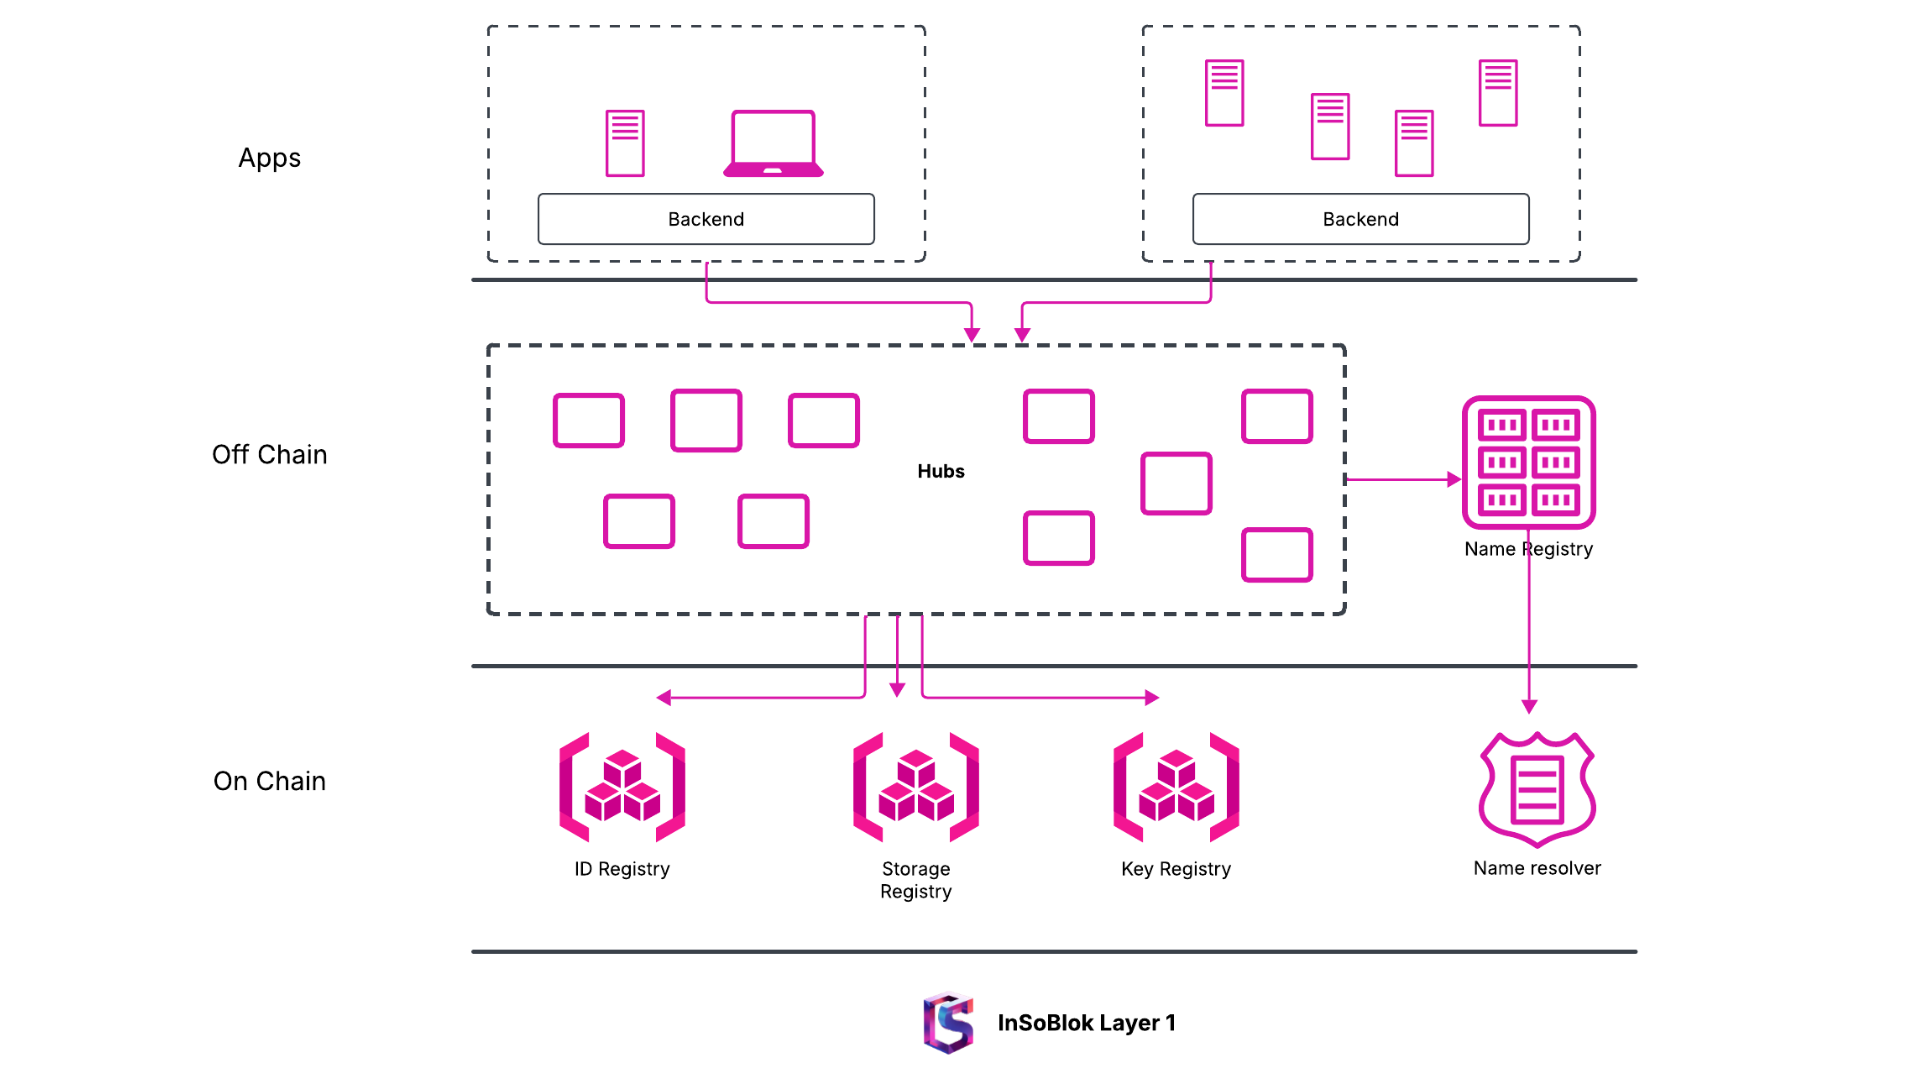 Apps
Backend
Backend
Off Chain
Hubs
Name Registry
On Chain
ID Registry
Storage
Registry
Key Registry
Name resolver
InSoBlok Layer 1